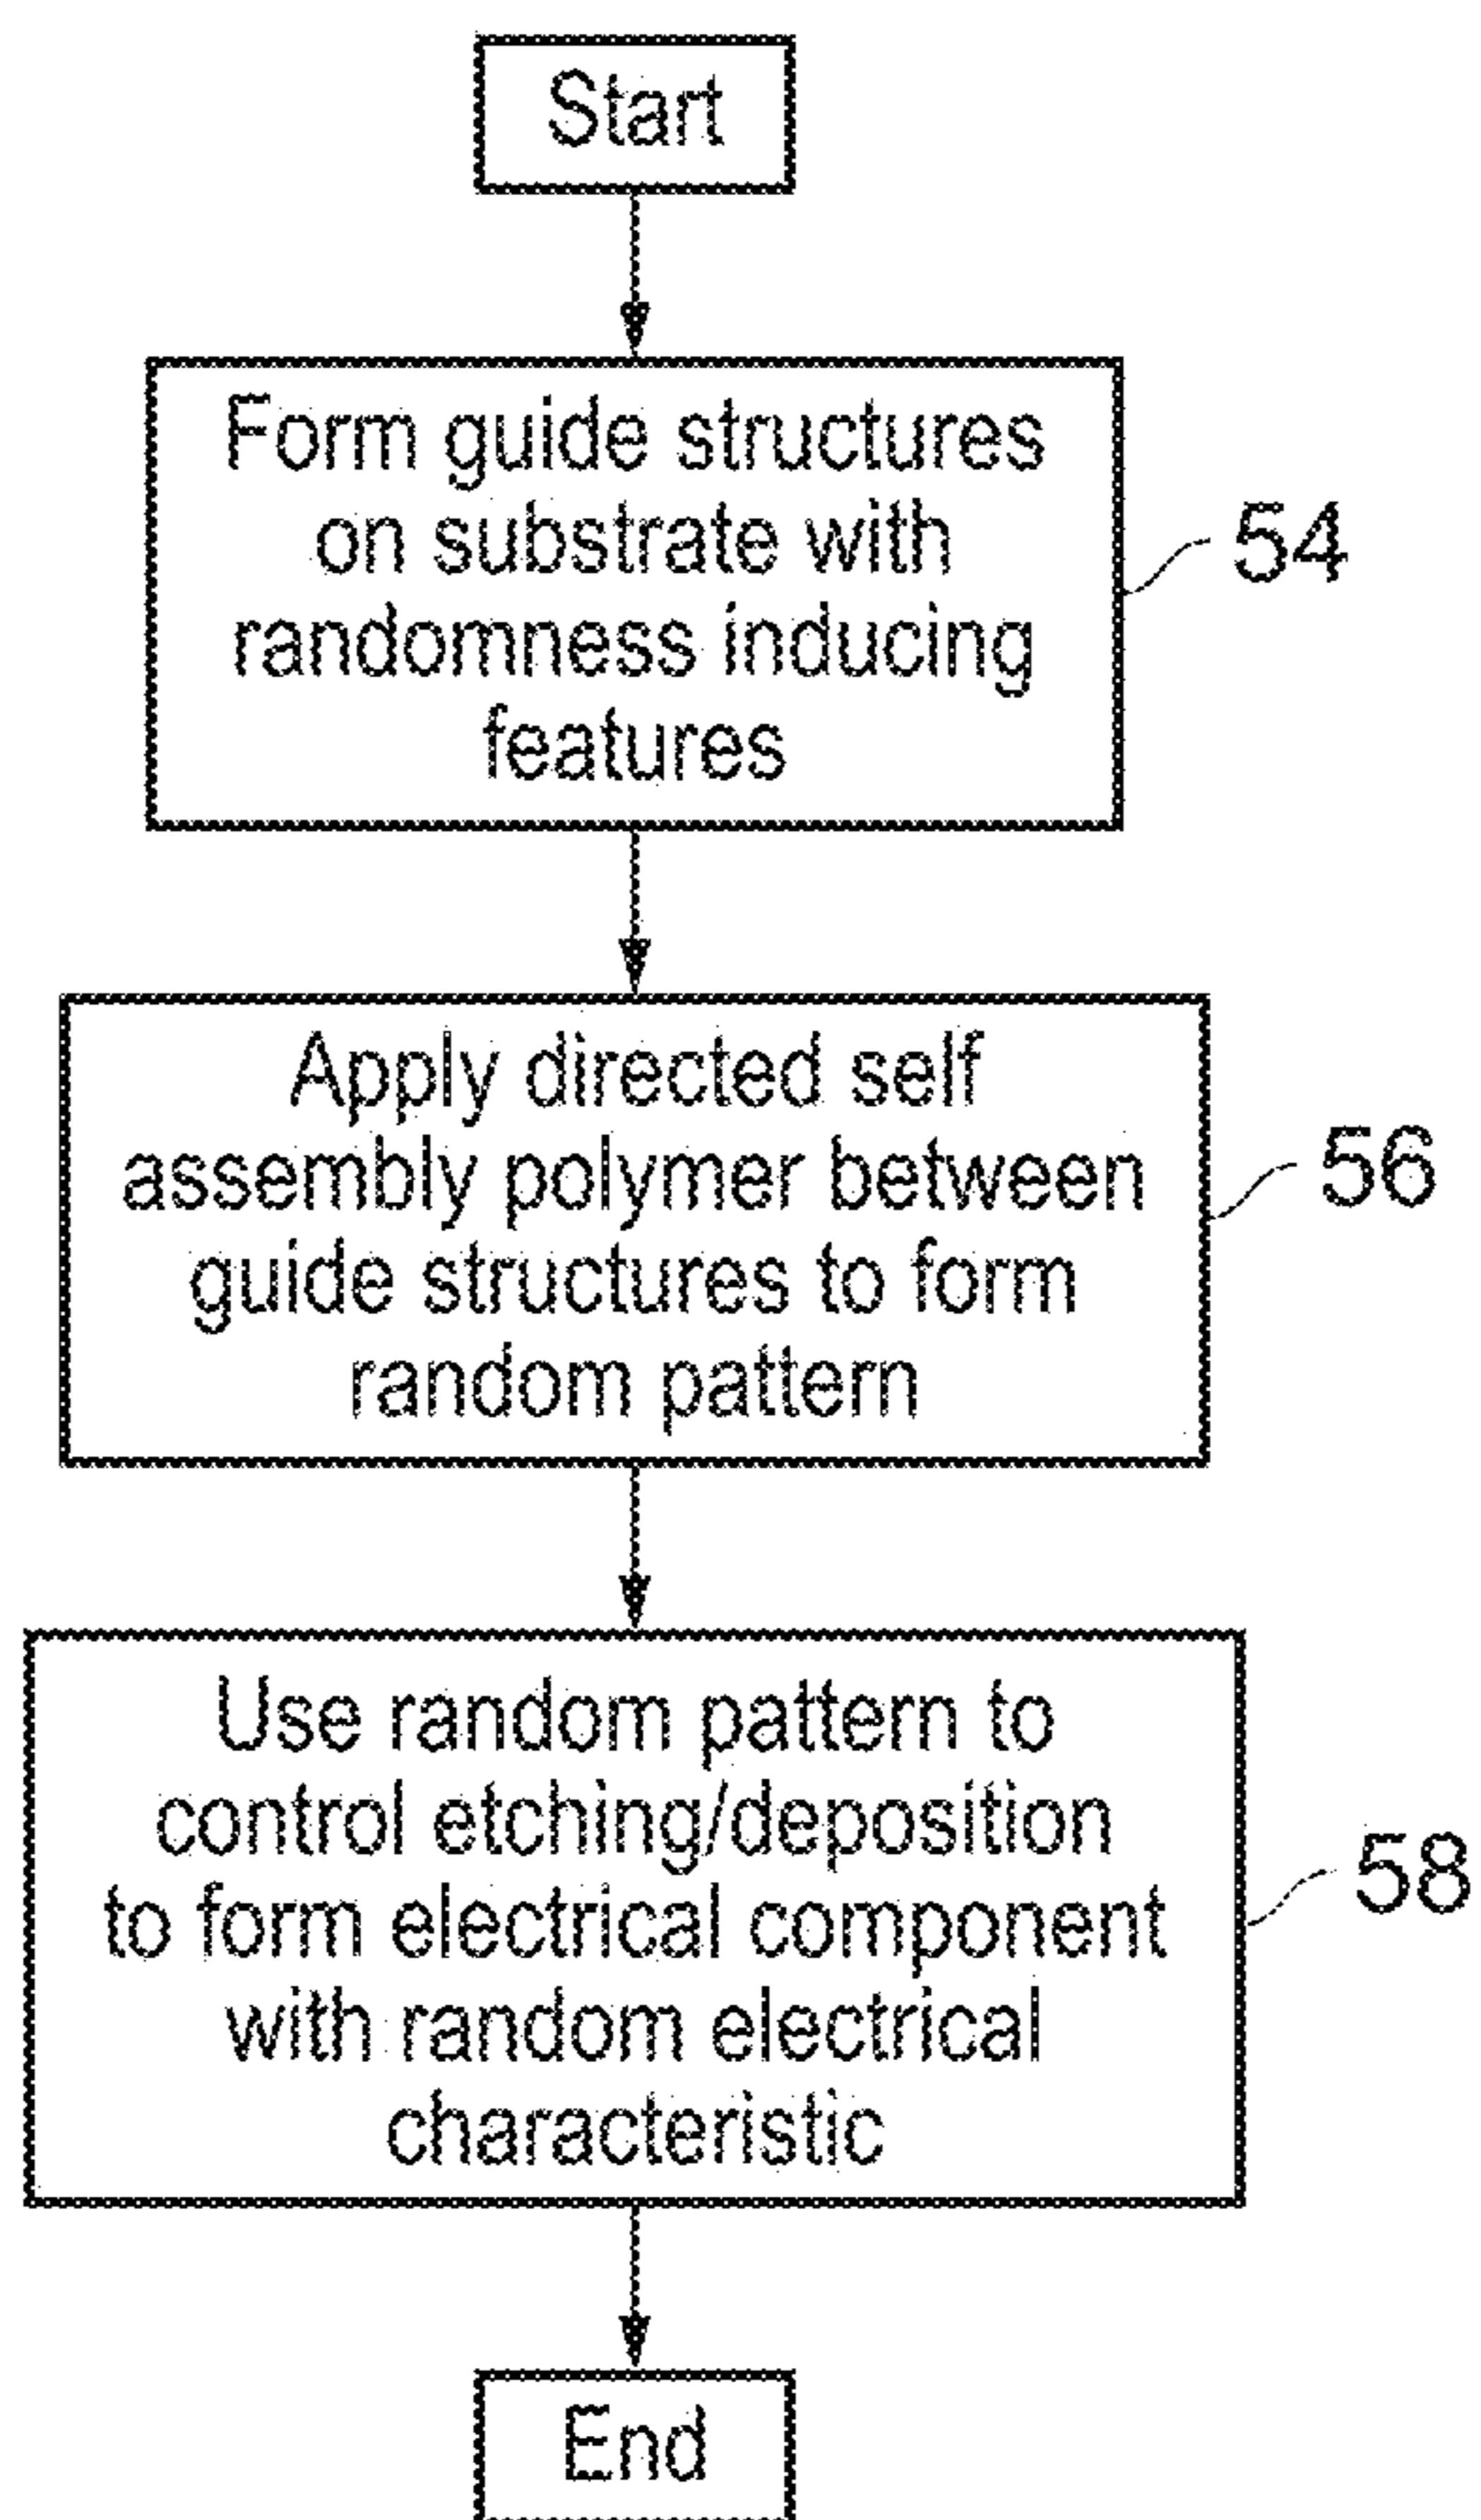 Start
Form guide structures
on substrate with
randomness inducing
features
54
Apply directed self
assembly polymer between
guide structures to form
random pattern
56
Use random pattern to
control etching/deposition
to form electrical component
with random electrical
characteristic
58
End